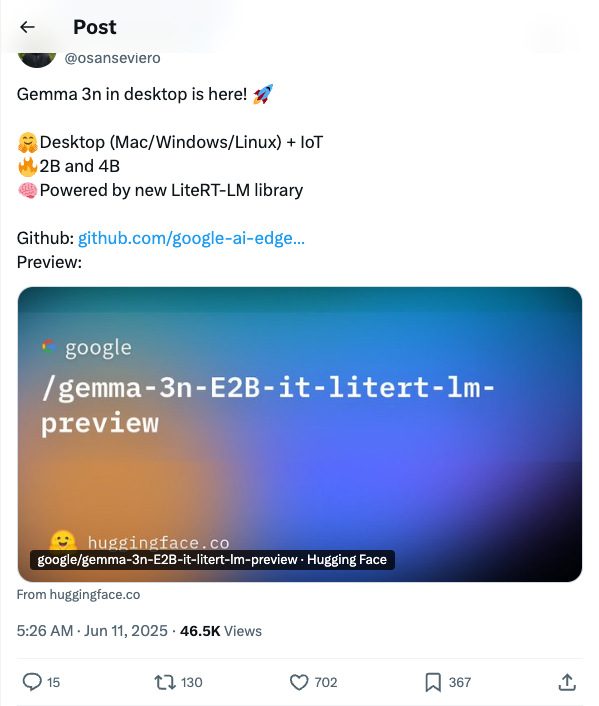 Post
@osanseviero
Gemma 3n in desktop is here! 🚀
🤗Desktop (Mac/Windows/Linux) + IoT
🔥2B and 4B
🧠Powered by new LiteRT-LM library
Github: github.com/google-ai-edge...
Preview:
google
/gemma-3n-E2B-it-litert-lm-
preview
huggingface.co
google/gemma-3n-E2B-it-litert-lm-preview · Hugging Face
From huggingface.co
5:26 AM · Jun 11, 2025 · 46.5K Views
15 130 702 367